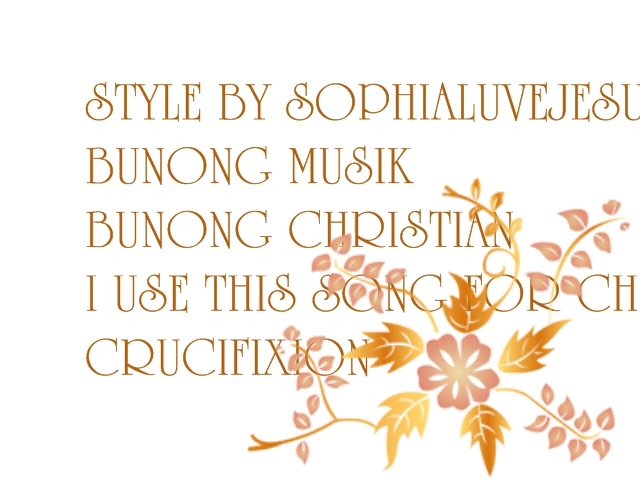 STYLE BY SOPHIALUVEJESU
BUNONG MUSIK
BUNONG CHRISTIAN
I USE THIS SONG FOR CH
CRUCIFIXION